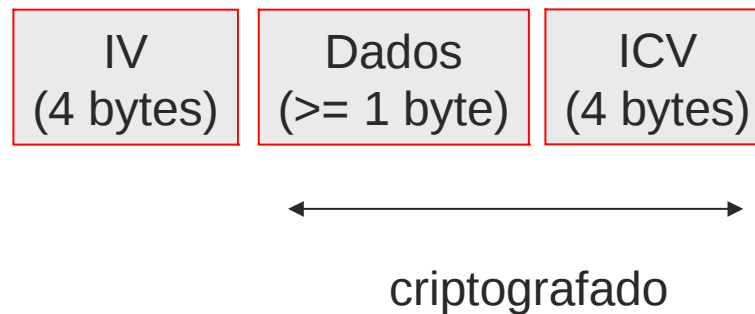 IV
(4 bytes)
Dados
(>= 1 byte)
ICV
(4 bytes)
criptografado